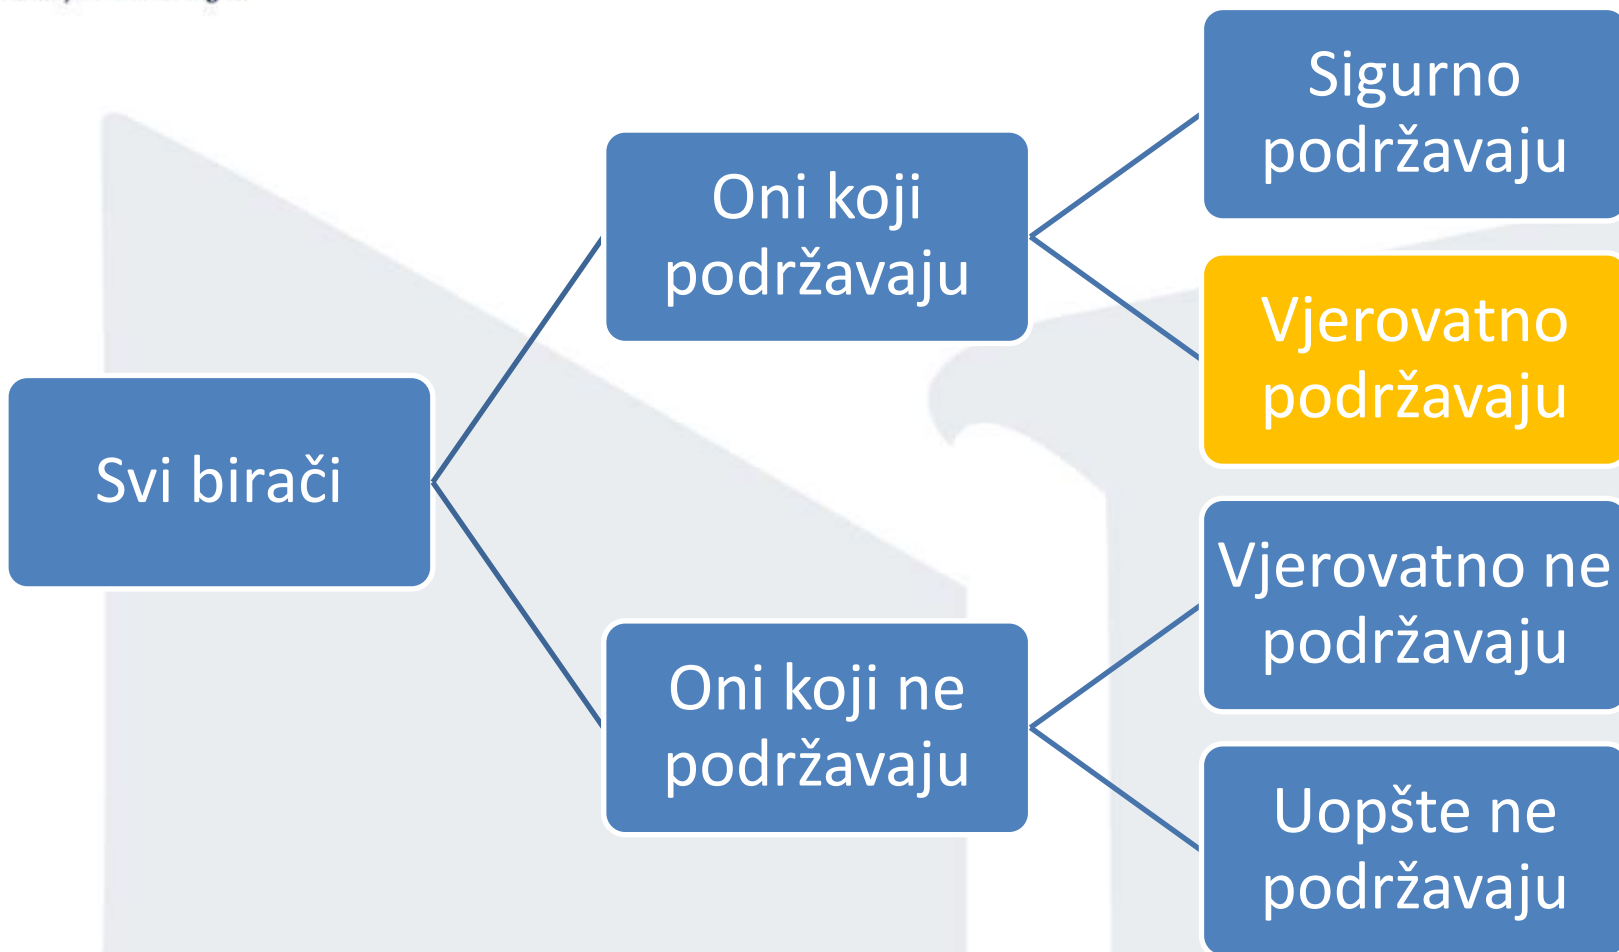 Sigurno
podržavaju
Oni koji
podržavaju
Vjerovatno
podržavaju
Svi birači
Vjerovatno ne
podržavaju
Oni koji ne
podržavaju
Uopšte ne
podržavaju